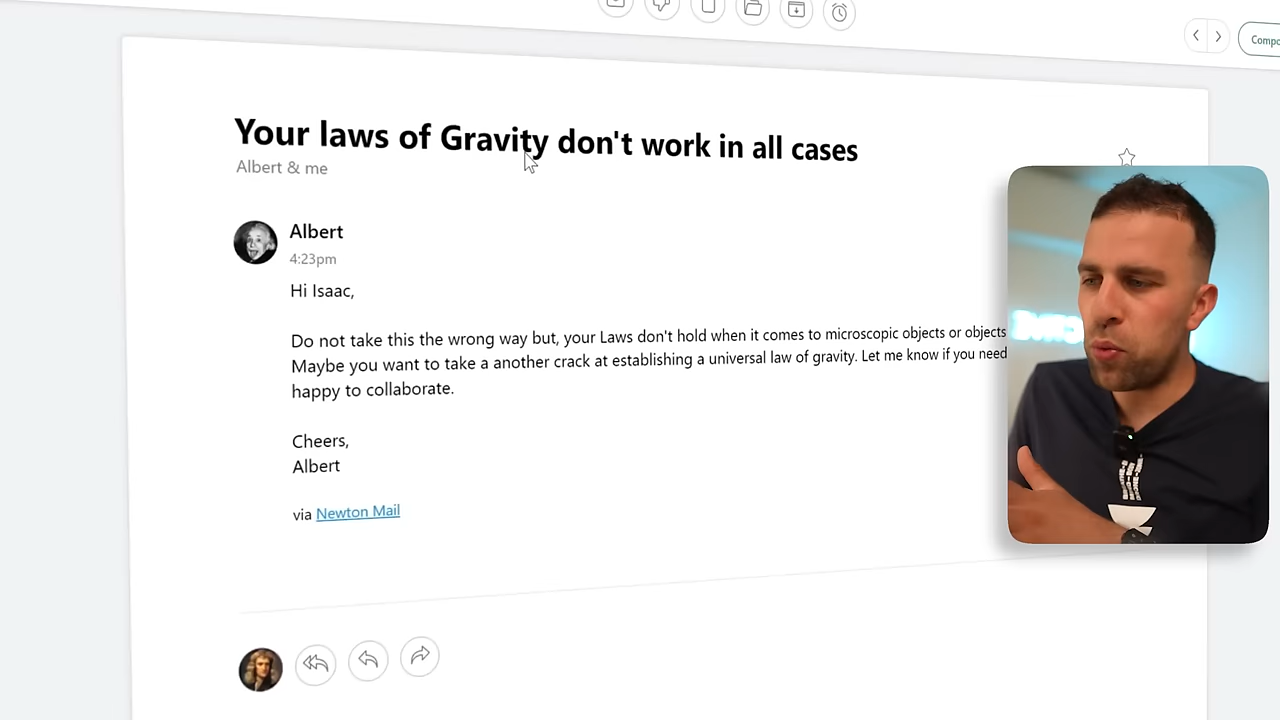 Compo
Your laws of Gravity don't work in all cases
Albert & me
Albert
4:23pm
Hi Isaac,
Do not take this the wrong way but, your Laws don't hold when it comes to microscopic objects or objects
Maybe you want to take a another crack at establishing a universal law of gravity. Let me know if you need
happy to collaborate.
Cheers,
Albert
via Newton Mail